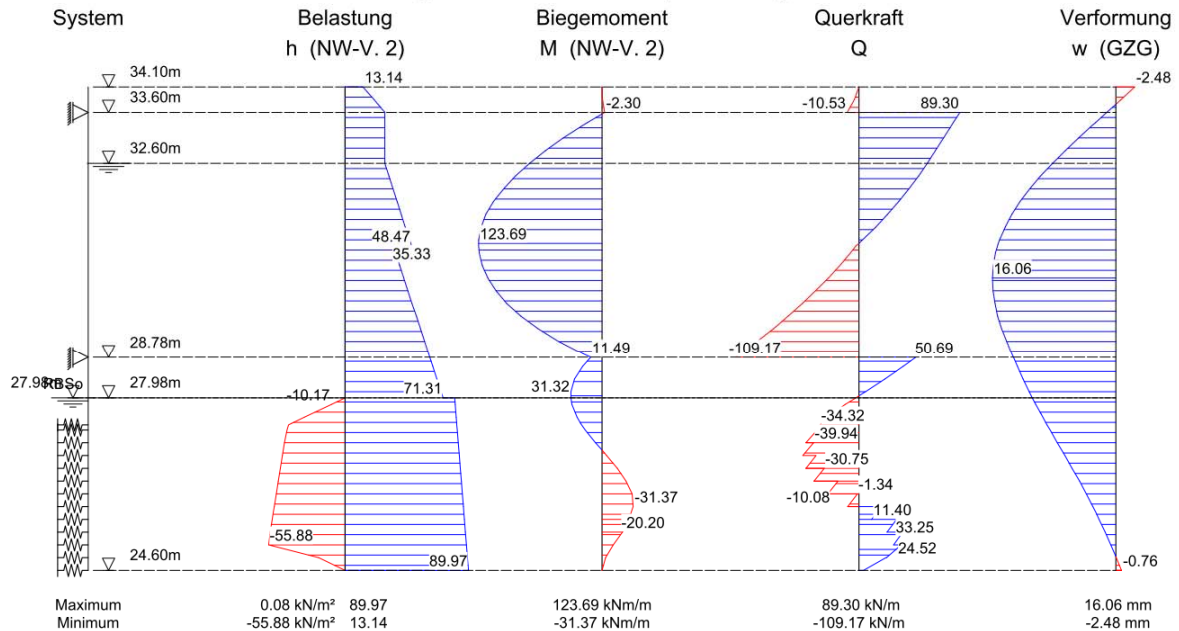 System Belastung Biegemoment Querkraft Verformung
h (NW-V. 2) M (NW-V. 2) Q w (GZG)
34.10m 13.14 -2.48
33.60m -2.30 -10.53 89.30
32.60m
48.47 123.69
35.33
16.06
28.78m 11.49 -109.17 50.69
27.98m RBSo 27.98m -10.17 71.31 31.32
-34.32
-39.94
-30.75
-1.34
-31.37 -10.08
-20.20 11.40
33.25
-55.88 24.52
24.60m 89.97 -0.76
Maximum 0.08 kN/m² 89.97 123.69 kNm/m 89.30 kN/m 16.06 mm
Minimum -55.88 kN/m² 13.14 -31.37 kNm/m -109.17 kN/m -2.48 mm